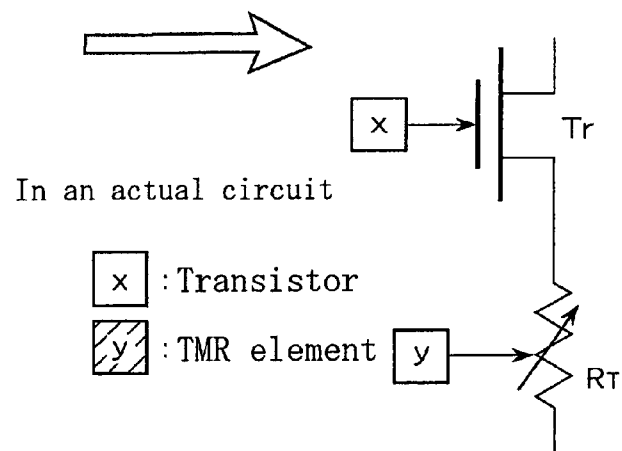 x
Tr
In an actual circuit
x :Transistor
y :TMR element
y
RT